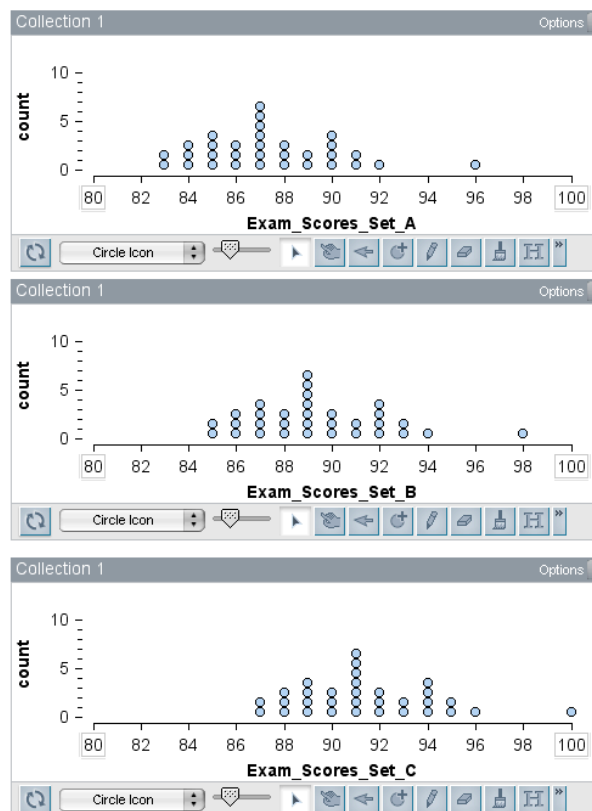 Collection 1 Options
10
5
0
count
80 82 84 86 88 90 92 94 96 98 100
Exam_Scores_Set_A
Circle Icon »
Collection 1 Options
10
5
0
count
80 82 84 86 88 90 92 94 96 98 100
Exam_Scores_Set_B
Circle Icon »
Collection 1 Options
10
5
0
count
80 82 84 86 88 90 92 94 96 98 100
Exam_Scores_Set_C
Circle Icon »